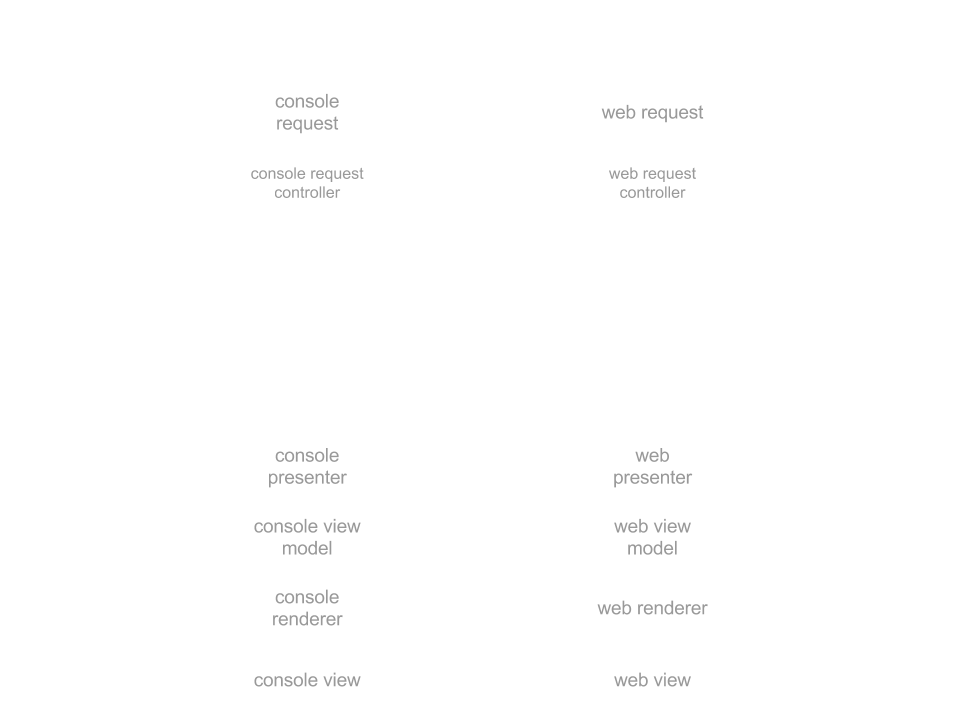 console
request
web request
console request
controller
web request
controller
console
presenter
web
presenter
console view
model
web view
model
console
renderer
web renderer
console view
web view